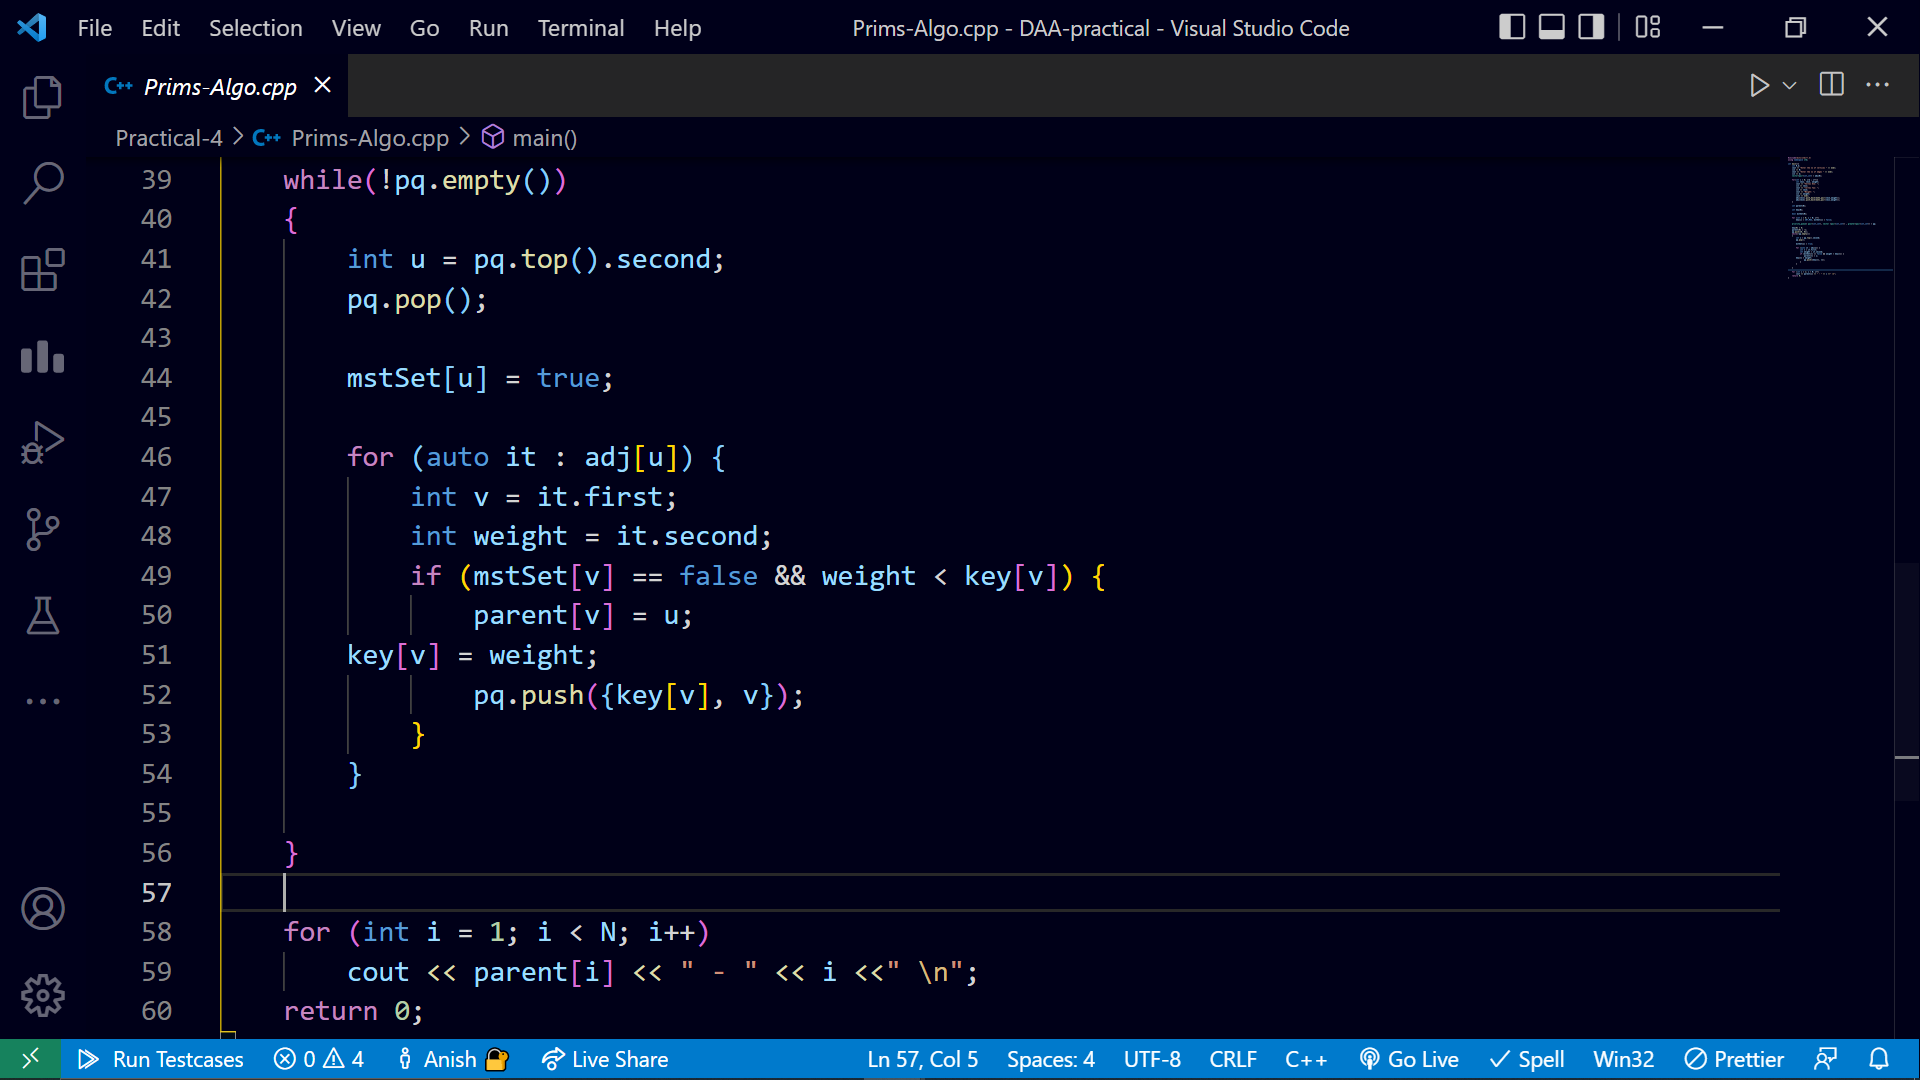 File Edit Selection View Go Run Terminal Help Prims-Algo.cpp - DAA-practical - Visual Studio Code
C++ Prims-Algo.cpp
Practical-4 > C++ Prims-Algo.cpp > main()
39 while(!pq.empty())
40 {
41 int u = pq.top().second;
42 pq.pop();
43
44 mstSet[u] = true;
45
46 for (auto it : adj[u]) {
47 int v = it.first;
48 int weight = it.second;
49 if (mstSet[v] == false && weight < key[v]) {
50 parent[v] = u;
51 key[v] = weight;
52 pq.push({key[v], v});
53 }
54 }
55
56 }
57
58 for (int i = 1; i < N; i++)
59 cout << parent[i] << " - " << i <<" \n";
60 return 0;
Run Testcases 0 4 Anish Live Share Ln 57, Col 5 Spaces: 4 UTF-8 CRLF C++ Go Live Spell Win32 Prettier